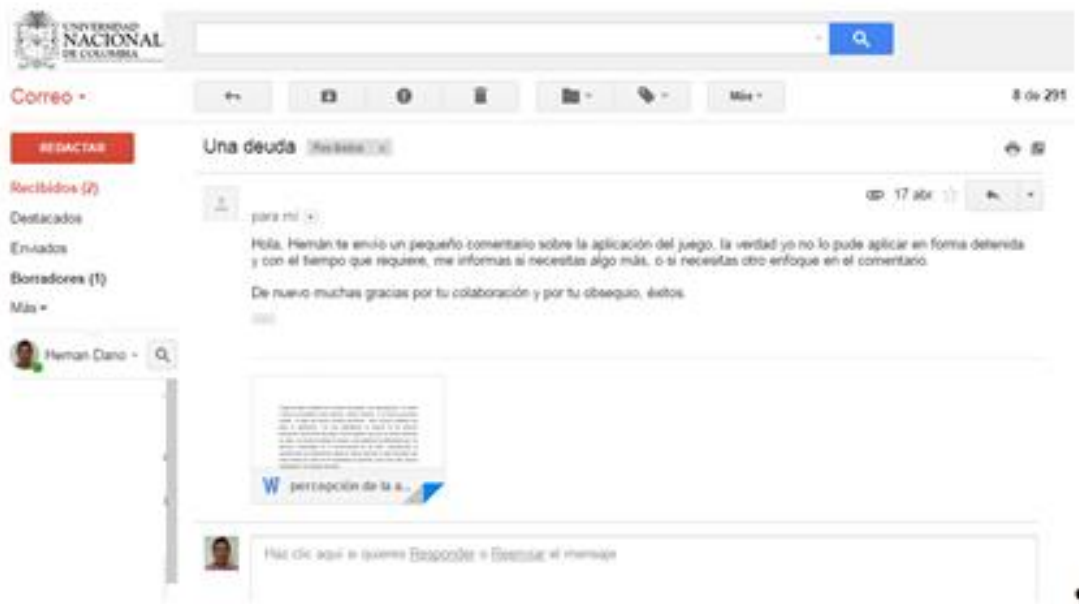 UNIVERSIDAD
NACIONAL
DE COLOMBIA
Correo
Más
8 de 291
REDACTAR
Una deuda Recibidos x
Recibidos (2)
17 abr
Destacados
para mí
Enviados
Hola, Hernán te envío un pequeño comentario sobre la aplicación del juego, la verdad yo no lo pude aplicar en forma detenida
y con el tiempo que requiere, me informas si necesitas algo más, o si necesitas otro enfoque en el comentario.
Borradores (1)
De nuevo muchas gracias por tu colaboración y por tu obsequio, éxitos.
Más
Hernan Dario
W percepción de la a...
Haz clic aquí si quieres Responder o Reenviar el mensaje